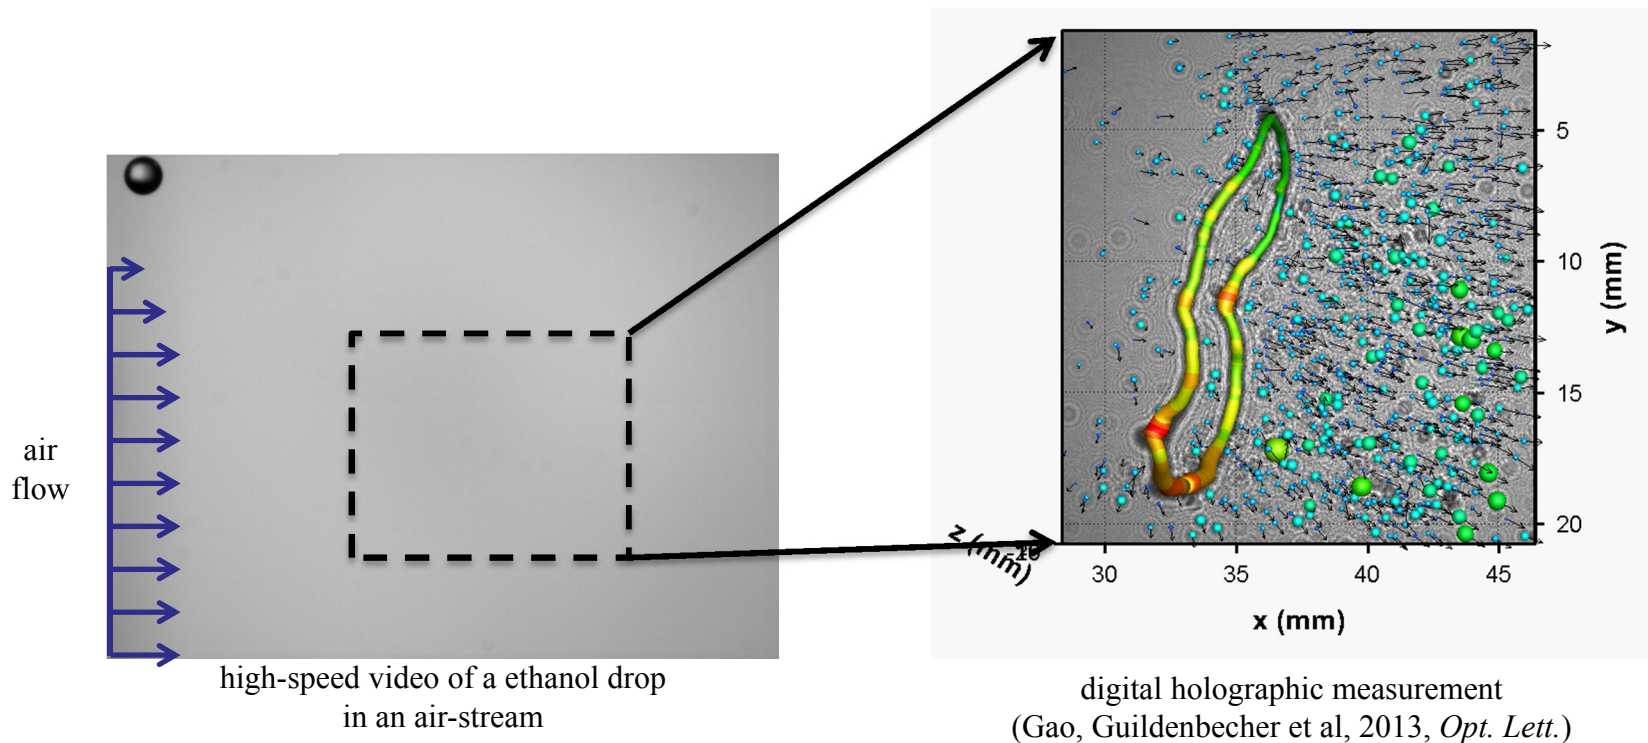 air
flow
high-speed video of a ethanol drop
in an air-stream
5
10
15
20
y (mm)
z (mm)
30
35
40
45
x (mm)
digital holographic measurement
(Gao, Guildenbecher et al, 2013, Opt. Lett.)